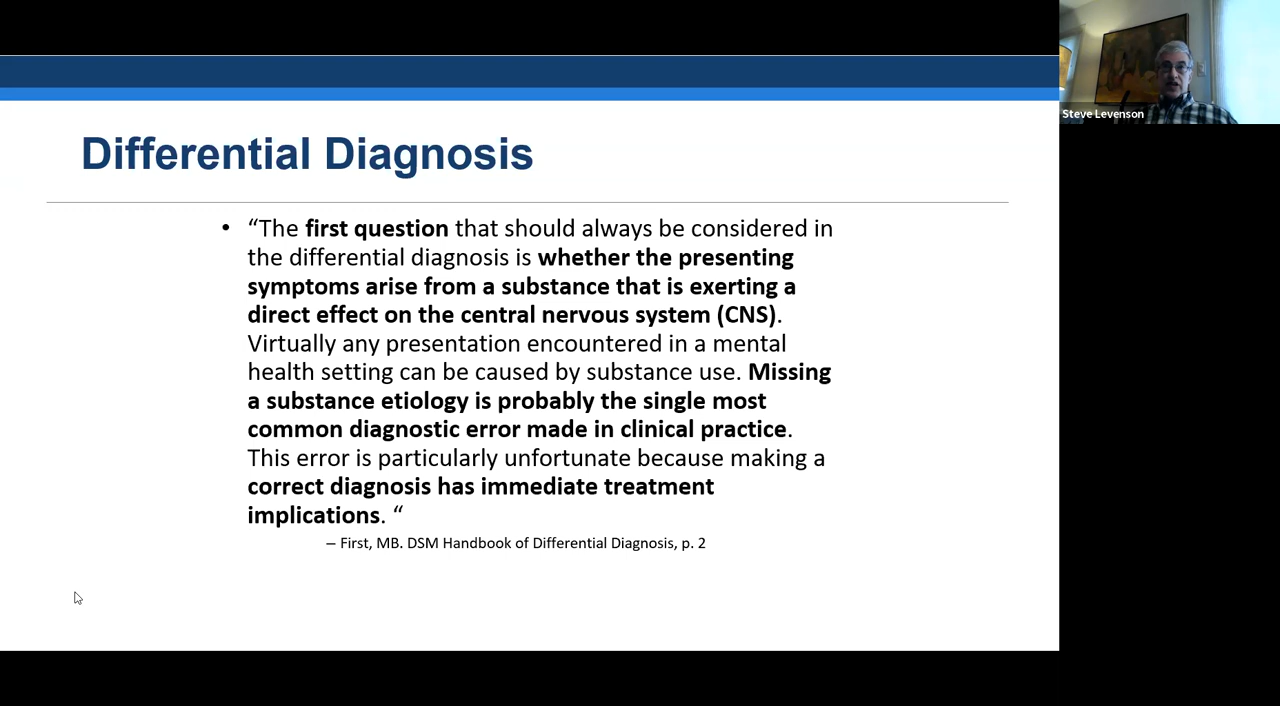 Differential Diagnosis
• “The first question that should always be considered in
the differential diagnosis is whether the presenting
symptoms arise from a substance that is exerting a
direct effect on the central nervous system (CNS).
Virtually any presentation encountered in a mental
health setting can be caused by substance use. Missing
a substance etiology is probably the single most
common diagnostic error made in clinical practice.
This error is particularly unfortunate because making a
correct diagnosis has immediate treatment
implications. “
– First, MB. DSM Handbook of Differential Diagnosis, p. 2
Steve Levenson